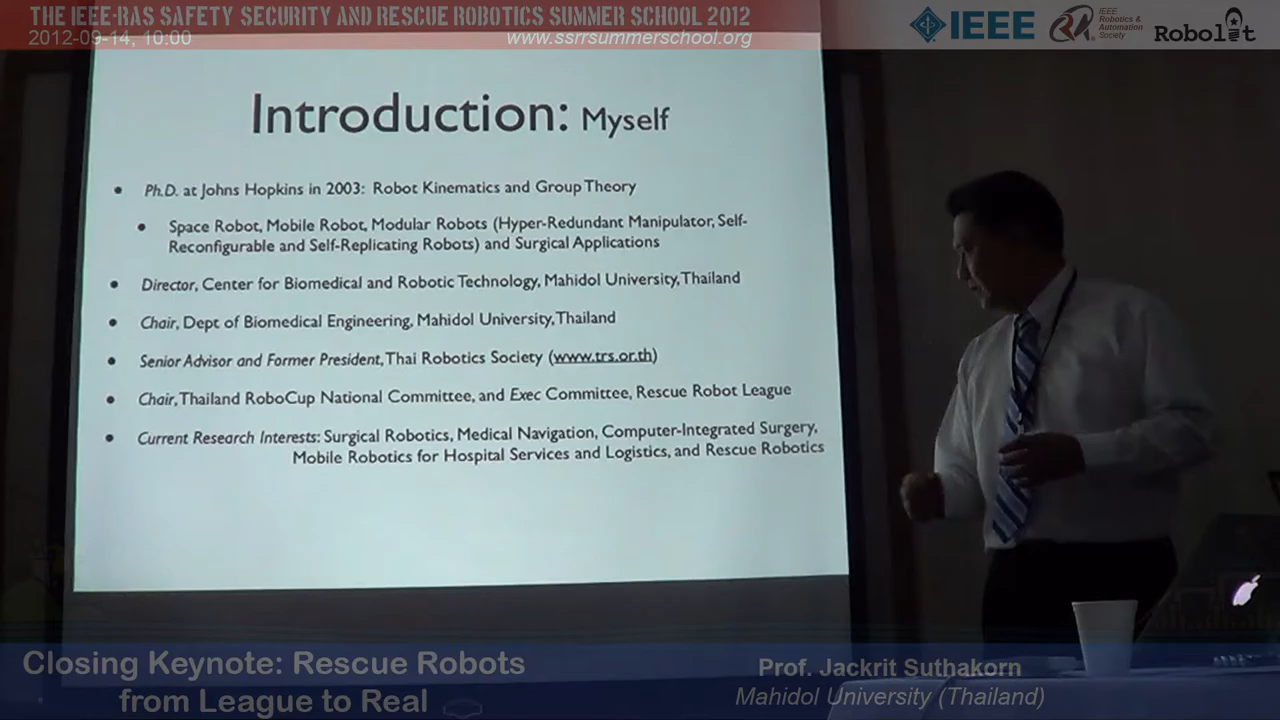 THE IEEE-RAS SAFETY SECURITY AND RESCUE ROBOTICS SUMMER SCHOOL 2012
2012-09-14, 10:00
www.ssrrsummerschool.org
IEEE
IEEE
Robotics &
Automation
Society
Robolit
Introduction: Myself
• Ph.D. at Johns Hopkins in 2003: Robot Kinematics and Group Theory
• Space Robot, Mobile Robot, Modular Robots (Hyper-Redundant Manipulator, Self-
Reconfigurable and Self-Replicating Robots) and Surgical Applications
• Director, Center for Biomedical and Robotic Technology, Mahidol University, Thailand
• Chair, Dept of Biomedical Engineering, Mahidol University, Thailand
• Senior Advisor and Former President, Thai Robotics Society (www.trs.or.th)
• Chair, Thailand RoboCup National Committee, and Exec Committee, Rescue Robot League
• Current Research Interests: Surgical Robotics, Medical Navigation, Computer-Integrated Surgery,
Mobile Robotics for Hospital Services and Logistics, and Rescue Robotics
Closing Keynote: Rescue Robots
from League to Real
Prof. Jackrit Suthakorn
Mahidol University (Thailand)